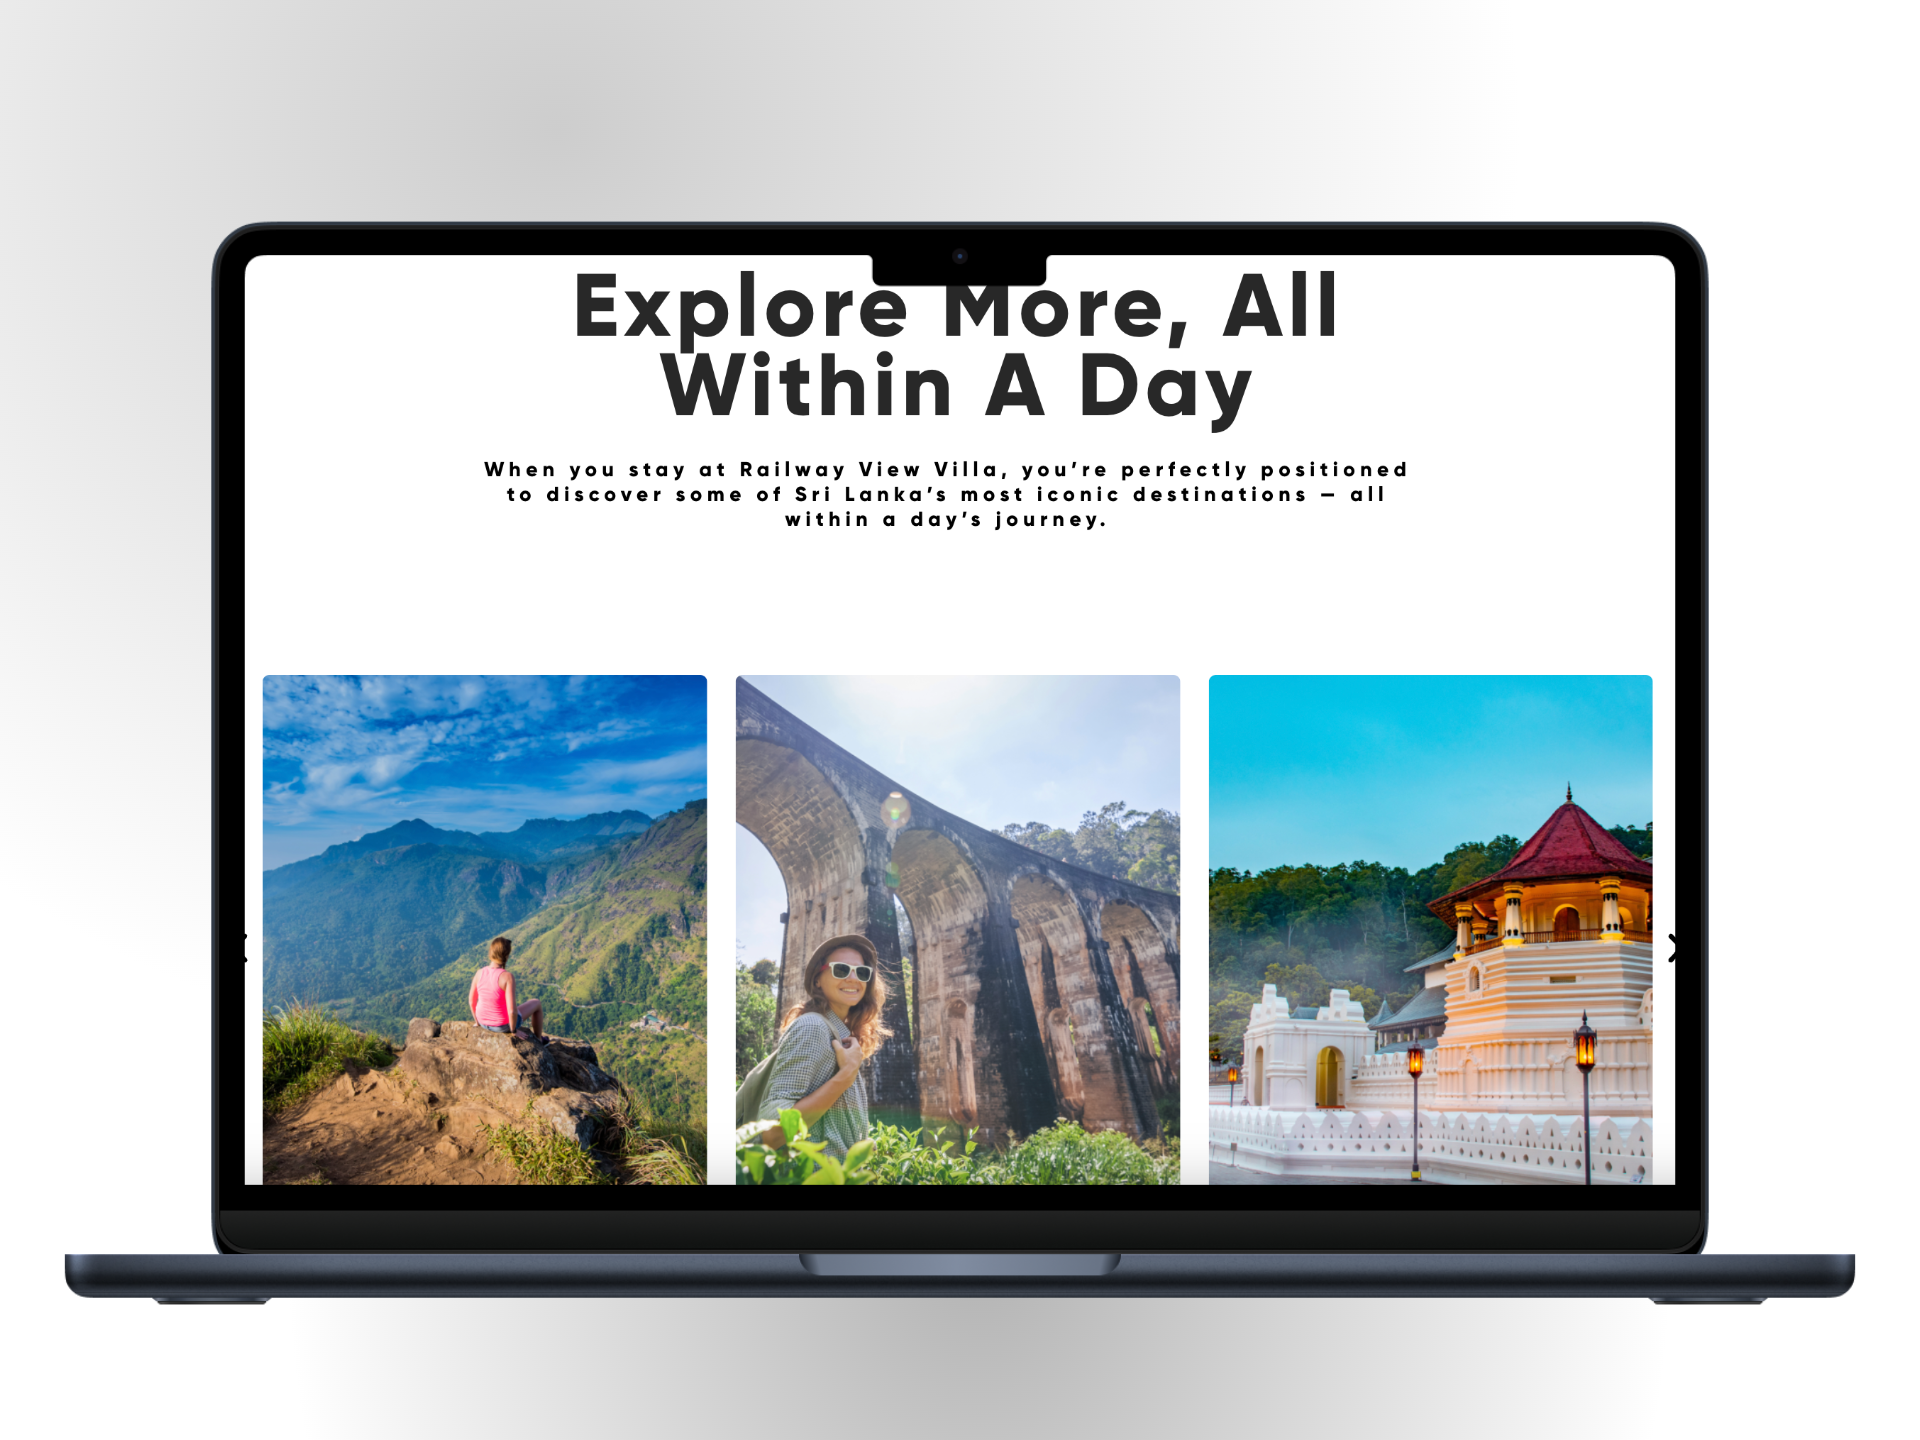 Explore More, All
Within A Day
When you stay at Railway View Villa, you’re perfectly positioned
to discover some of Sri Lanka’s most iconic destinations – all
within a day’s journey.